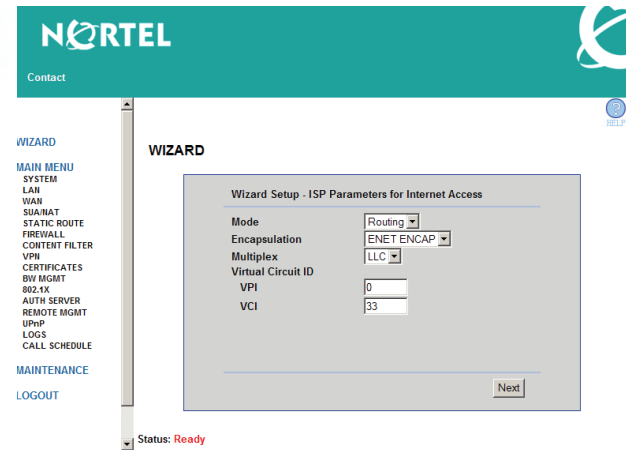 NORTEL
Contact
?
HELP
WIZARD
MAIN MENU
SYSTEM
LAN
WAN
SUA/NAT
STATIC ROUTE
FIREWALL
CONTENT FILTER
VPN
CERTIFICATES
BW MGMT
802.1X
AUTH SERVER
REMOTE MGMT
UPnP
LOGS
CALL SCHEDULE
MAINTENANCE
LOGOUT
WIZARD
Wizard Setup - ISP Parameters for Internet Access
Mode Routing
Encapsulation ENET ENCAP
Multiplex LLC
Virtual Circuit ID
VPI 0
VCI 33
Next
Status: Ready